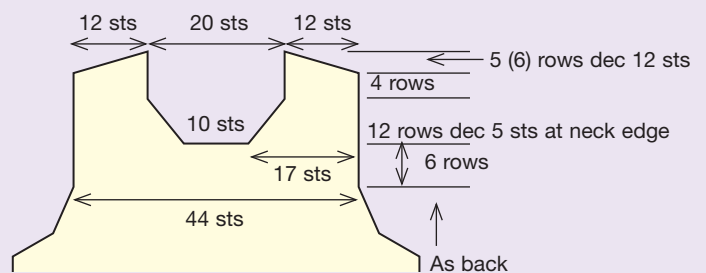 12 sts 20 sts 12 sts
5 (6) rows dec 12 sts
4 rows
10 sts
12 rows dec 5 sts at neck edge
6 rows
17 sts
44 sts
As back